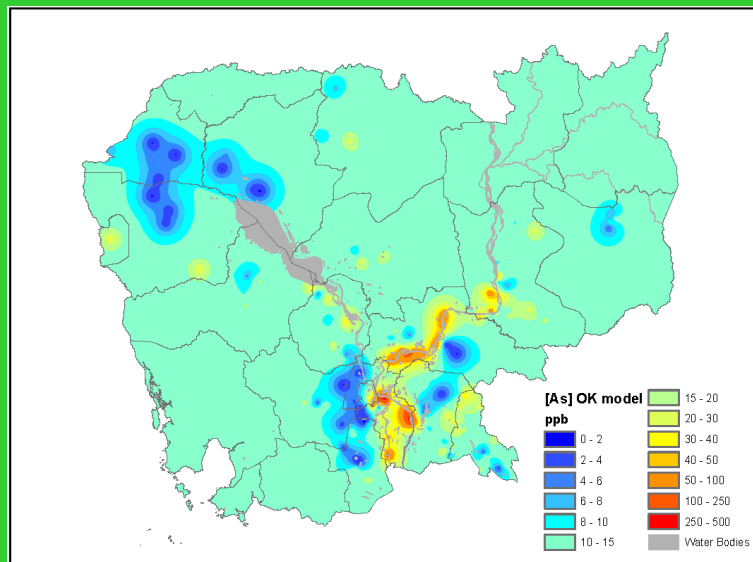 [As] OK model
ppb
0 - 2
2 - 4
4 - 6
6 - 8
8 - 10
10 - 15
15 - 20
20 - 30
30 - 40
40 - 50
50 - 100
100 - 250
250 - 500
Water Bodies